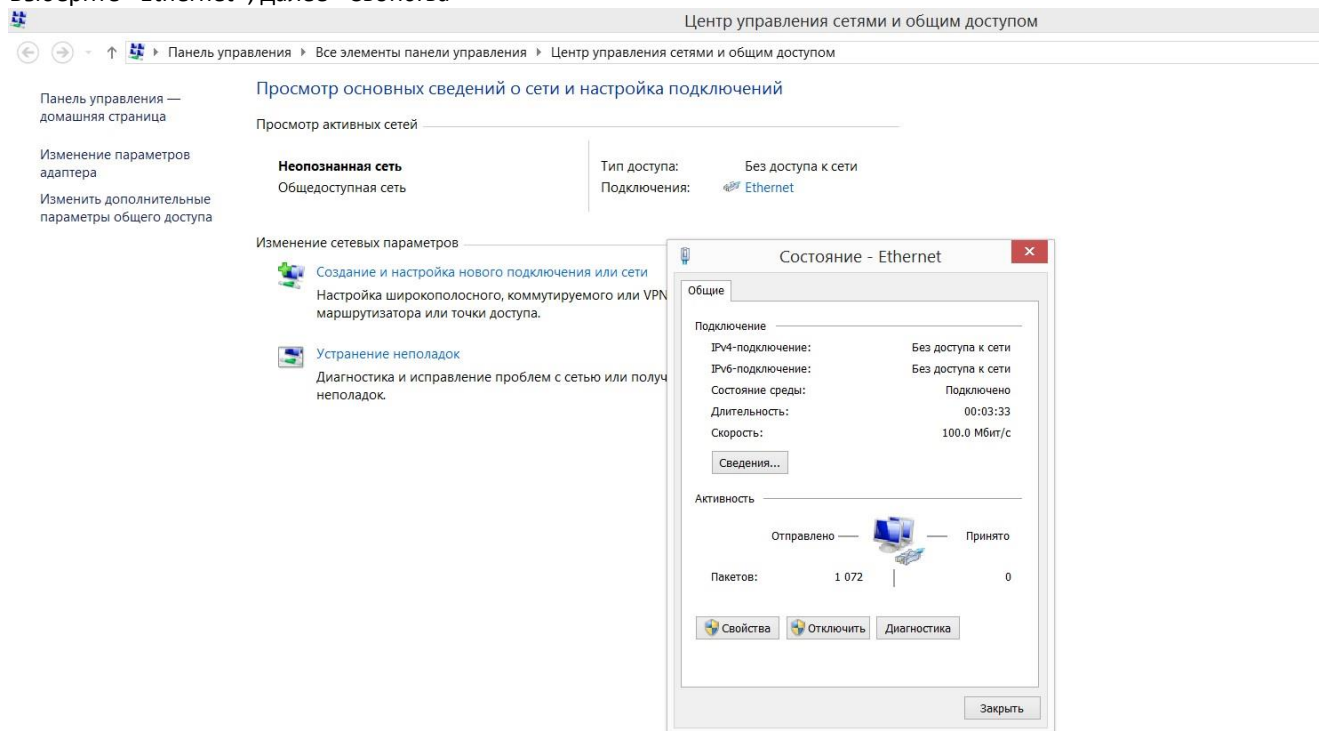 Выберите "Ethernet", далее "Свойства"
Центр управления сетями и общим доступом
Панель управления ▸ Все элементы панели управления ▸ Центр управления сетями и общим доступом
Панель управления —
домашняя страница
Изменение параметров
адаптера
Изменить дополнительные
параметры общего доступа
Просмотр основных сведений о сети и настройка подключений
Просмотр активных сетей
Неопознанная сеть
Общедоступная сеть
Тип доступа: Без доступа к сети
Подключения: Ethernet
Изменение сетевых параметров
Создание и настройка нового подключения или сети
Настройка широкополосного, коммутируемого или VPN
маршрутизатора или точки доступа.
Устранение неполадок
Диагностика и исправление проблем с сетью или получ
неполадок.
Состояние - Ethernet
Общие
Подключение
IPv4-подключение: Без доступа к сети
IPv6-подключение: Без доступа к сети
Состояние среды: Подключено
Длительность: 00:03:33
Скорость: 100.0 Мбит/с
Сведения...
Активность
Отправлено — — Принято
Пакетов: 1 072 0
Свойства Отключить Диагностика
Закрыть